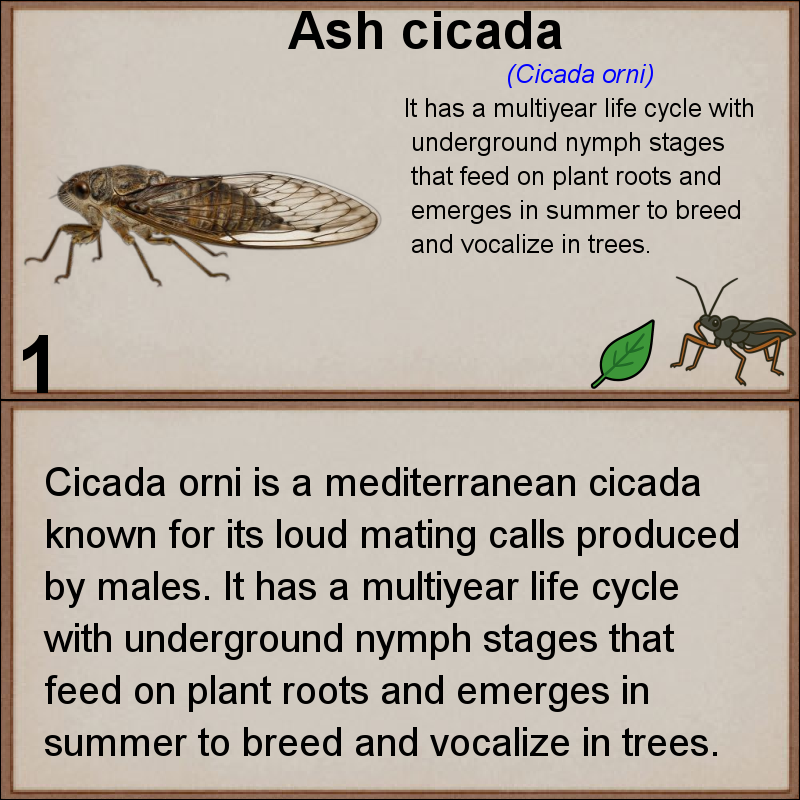 Ash cicada
(Cicada orni)
It has a multiyear life cycle with
underground nymph stages
that feed on plant roots and
emerges in summer to breed
and vocalize in trees.
1
Cicada orni is a mediterranean cicada
known for its loud mating calls produced
by males. It has a multiyear life cycle
with underground nymph stages that
feed on plant roots and emerges in
summer to breed and vocalize in trees.